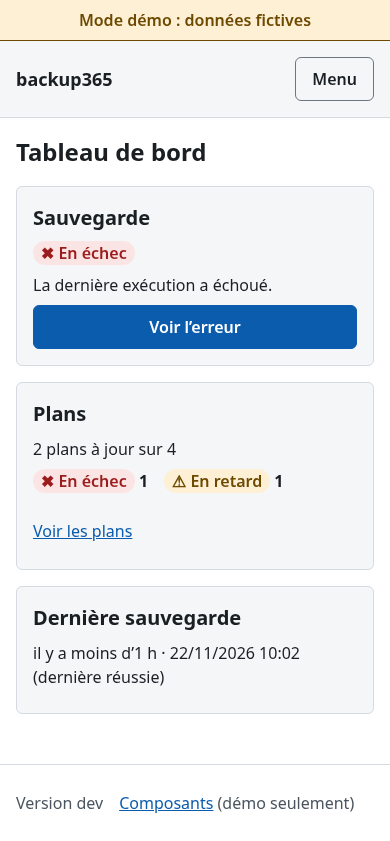 Mode démo : données fictives
backup365
Menu
Tableau de bord
Sauvegarde
✖ En échec
La dernière exécution a échoué.
Voir l’erreur
Plans
2 plans à jour sur 4
✖ En échec 1 ⚠ En retard 1
Voir les plans
Dernière sauvegarde
il y a moins d’1 h · 22/11/2026 10:02
(dernière réussie)
Version dev Composants (démo seulement)